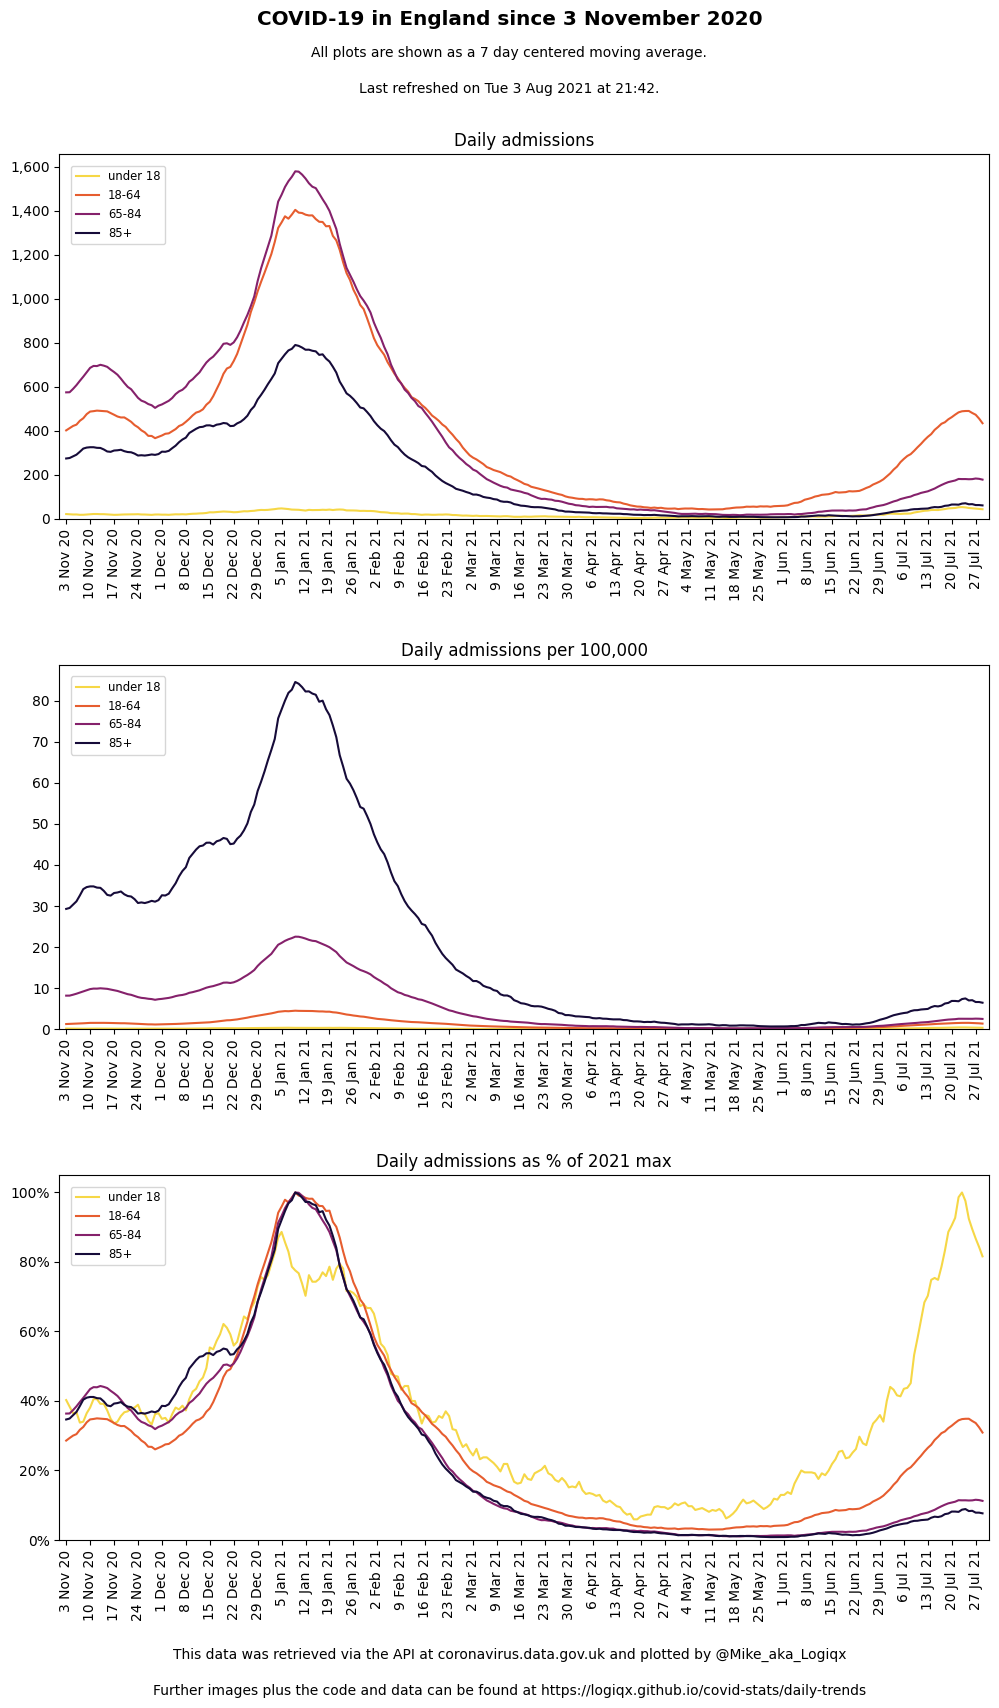 COVID-19 in England since 3 November 2020
All plots are shown as a 7 day centered moving average.
Last refreshed on Tue 3 Aug 2021 at 21:42.
Daily admissions
1,600
1,400
1,200
1,000
800
600
400
200
0
under 18
18-64
65-84
85+
3 Nov 20
10 Nov 20
17 Nov 20
24 Nov 20
1 Dec 20
8 Dec 20
15 Dec 20
22 Dec 20
29 Dec 20
5 Jan 21
12 Jan 21
19 Jan 21
26 Jan 21
2 Feb 21
9 Feb 21
16 Feb 21
23 Feb 21
2 Mar 21
9 Mar 21
16 Mar 21
23 Mar 21
30 Mar 21
6 Apr 21
13 Apr 21
20 Apr 21
27 Apr 21
4 May 21
11 May 21
18 May 21
25 May 21
1 Jun 21
8 Jun 21
15 Jun 21
22 Jun 21
29 Jun 21
6 Jul 21
13 Jul 21
20 Jul 21
27 Jul 21
Daily admissions per 100,000
80
70
60
50
40
30
20
10
0
under 18
18-64
65-84
85+
3 Nov 20
10 Nov 20
17 Nov 20
24 Nov 20
1 Dec 20
8 Dec 20
15 Dec 20
22 Dec 20
29 Dec 20
5 Jan 21
12 Jan 21
19 Jan 21
26 Jan 21
2 Feb 21
9 Feb 21
16 Feb 21
23 Feb 21
2 Mar 21
9 Mar 21
16 Mar 21
23 Mar 21
30 Mar 21
6 Apr 21
13 Apr 21
20 Apr 21
27 Apr 21
4 May 21
11 May 21
18 May 21
25 May 21
1 Jun 21
8 Jun 21
15 Jun 21
22 Jun 21
29 Jun 21
6 Jul 21
13 Jul 21
20 Jul 21
27 Jul 21
Daily admissions as % of 2021 max
100%
80%
60%
40%
20%
0%
under 18
18-64
65-84
85+
3 Nov 20
10 Nov 20
17 Nov 20
24 Nov 20
1 Dec 20
8 Dec 20
15 Dec 20
22 Dec 20
29 Dec 20
5 Jan 21
12 Jan 21
19 Jan 21
26 Jan 21
2 Feb 21
9 Feb 21
16 Feb 21
23 Feb 21
2 Mar 21
9 Mar 21
16 Mar 21
23 Mar 21
30 Mar 21
6 Apr 21
13 Apr 21
20 Apr 21
27 Apr 21
4 May 21
11 May 21
18 May 21
25 May 21
1 Jun 21
8 Jun 21
15 Jun 21
22 Jun 21
29 Jun 21
6 Jul 21
13 Jul 21
20 Jul 21
27 Jul 21
This data was retrieved via the API at coronavirus.data.gov.uk and plotted by @Mike_aka_Logiqx
Further images plus the code and data can be found at https://logiqx.github.io/covid-stats/daily-trends